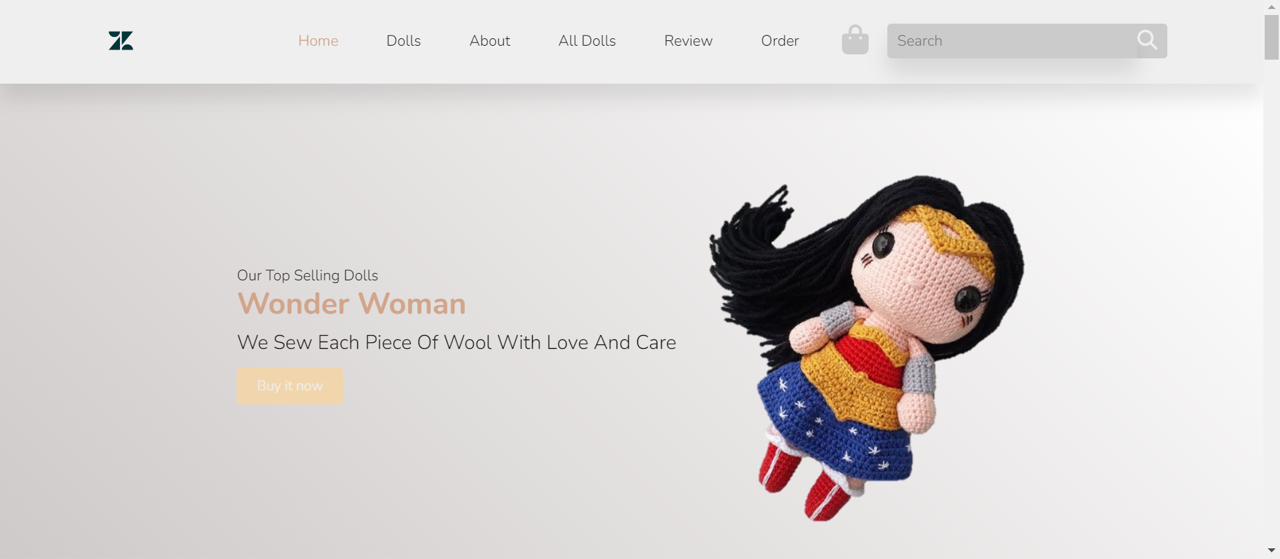 Home
Dolls
About
All Dolls
Review
Order
Search
Our Top Selling Dolls
Wonder Woman
We Sew Each Piece Of Wool With Love And Care
Buy it now